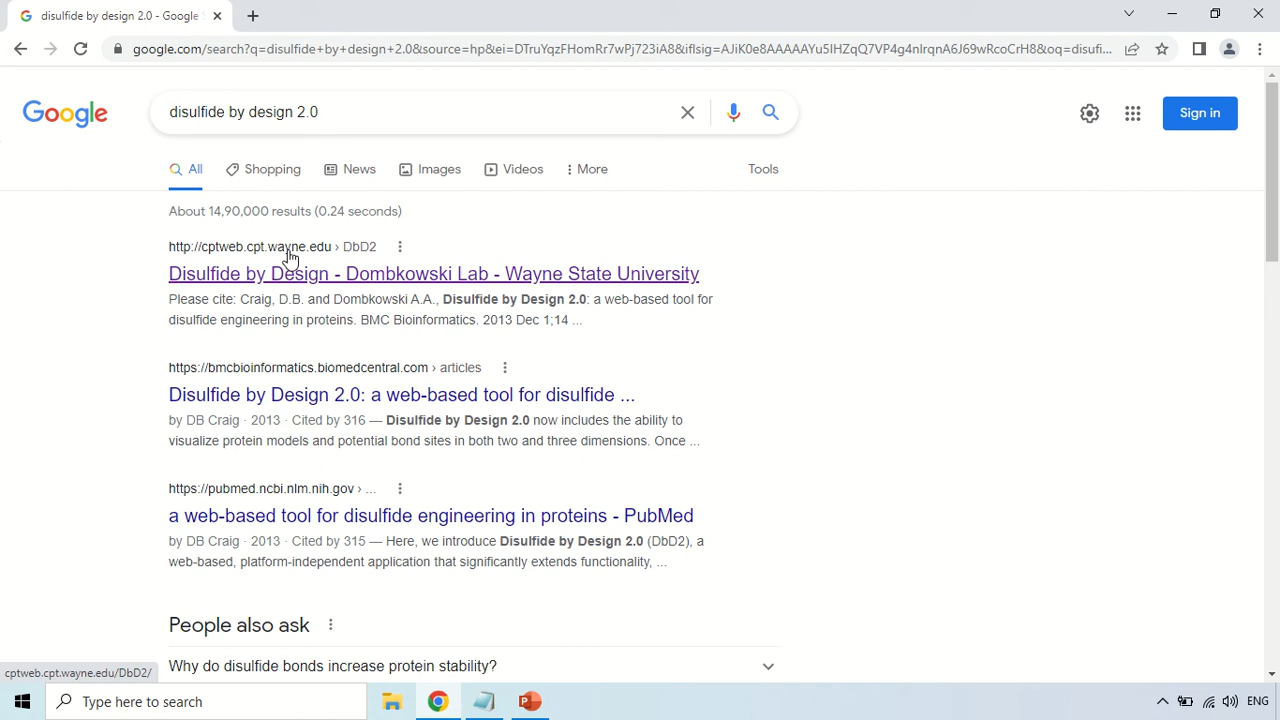 disulfide by design 2.0 - Google S
google.com/search?q=disulfide+by+design+2.0&source=hp&ei=DTruYqzFHomRr7wPj723iA8&iflsig=AJiK0e8AAAAAYu5IHZqQ7VP4g4nlrqnA6J69wRcoCrH8&oq=disufi...
Google
disulfide by design 2.0
Sign in
All
Shopping
News
Images
Videos
More
Tools
About 14,90,000 results (0.24 seconds)
http://cptweb.cpt.wayne.edu › DbD2
Disulfide by Design - Dombkowski Lab - Wayne State University
Please cite: Craig, D.B. and Dombkowski A.A., Disulfide by Design 2.0: a web-based tool for
disulfide engineering in proteins. BMC Bioinformatics. 2013 Dec 1;14 ...
https://bmcbioinformatics.biomedcentral.com › articles
Disulfide by Design 2.0: a web-based tool for disulfide ...
by DB Craig · 2013 · Cited by 316 — Disulfide by Design 2.0 now includes the ability to
visualize protein models and potential bond sites in both two and three dimensions. Once ...
https://pubmed.ncbi.nlm.nih.gov › ...
a web-based tool for disulfide engineering in proteins - PubMed
by DB Craig · 2013 · Cited by 315 — Here, we introduce Disulfide by Design 2.0 (DbD2), a
web-based, platform-independent application that significantly extends functionality, ...
People also ask
Why do disulfide bonds increase protein stability?
cptweb.cpt.wayne.edu/DbD2/
Type here to search
ENG